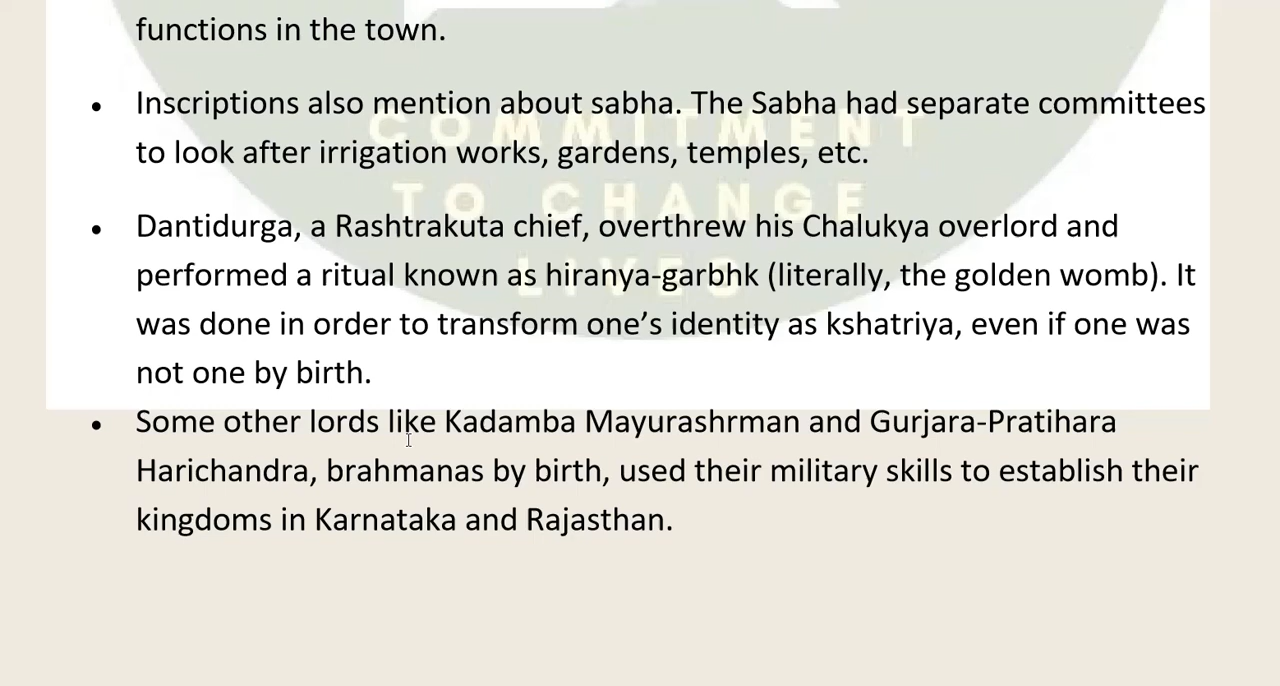 functions in the town.
• Inscriptions also mention about sabha. The Sabha had separate committees
to look after irrigation works, gardens, temples, etc.
• Dantidurga, a Rashtrakuta chief, overthrew his Chalukya overlord and
performed a ritual known as hiranya-garbhk (literally, the golden womb). It
was done in order to transform one’s identity as kshatriya, even if one was
not one by birth.
• Some other lords like Kadamba Mayurashrman and Gurjara-Pratihara
Harichandra, brahmanas by birth, used their military skills to establish their
kingdoms in Karnataka and Rajasthan.
COMMITMENT
TO CHANGE
LIVES